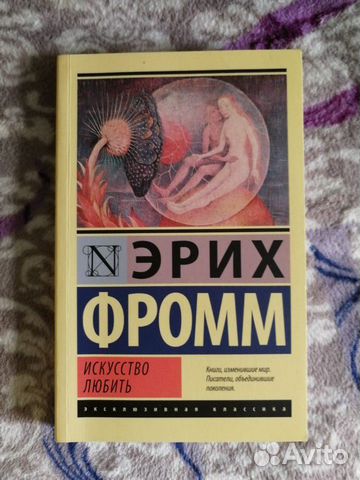 N
ЭРИХ
ФРОММ
ИСКУССТВО
ЛЮБИТЬ
Книги, изменившие мир.
Писатели, объединившие
поколения.
эксклюзивная классика
Avito